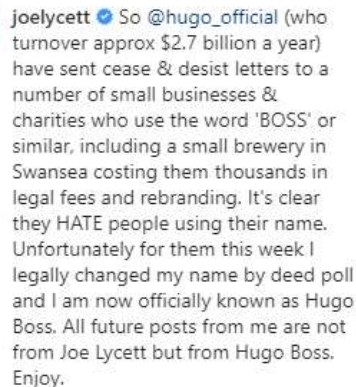 joelycett So @hugo_official (who
turnover approx $2.7 billion a year)
have sent cease & desist letters to a
number of small businesses &
charities who use the word 'BOSS' or
similar, including a small brewery in
Swansea costing them thousands in
legal fees and rebranding. It's clear
they HATE people using their name.
Unfortunately for them this week I
legally changed my name by deed poll
and I am now officially known as Hugo
Boss. All future posts from me are not
from Joe Lycett but from Hugo Boss.
Enjoy.